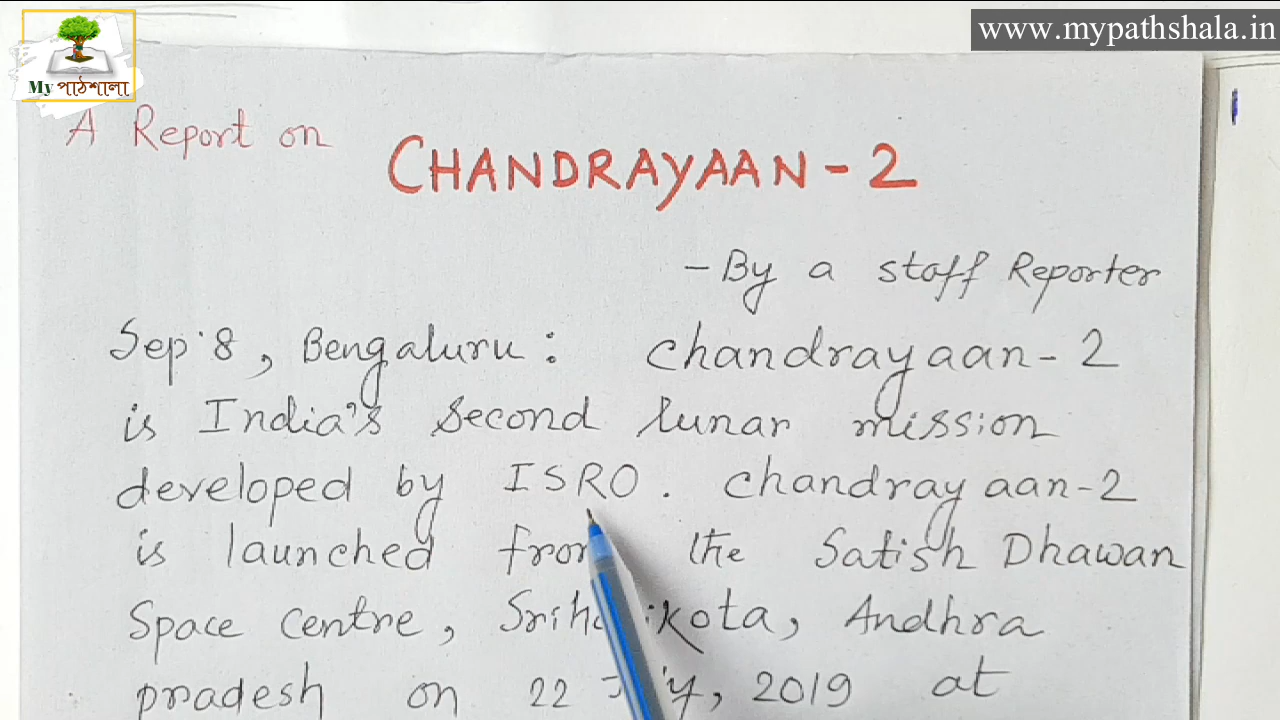 www.mypathshala.in
My পাঠশালা
A Report on
CHANDRAYAAN-2
- By a staff Reporter
Sep'8, Bengaluru: Chandrayaan-2
is India's second lunar mission
developed by ISRO. Chandrayaan-2
is launched the Satish Dhawan
Space Centre, Andhra
pradesh on 22 2019 at